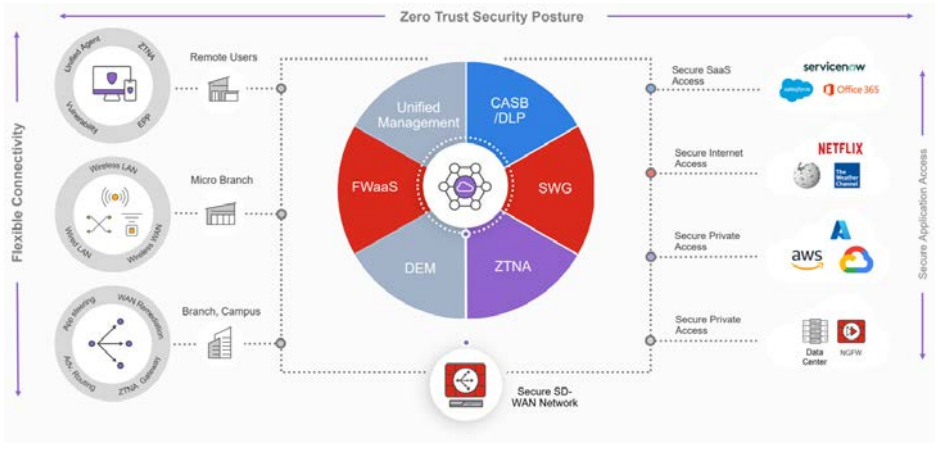 Zero Trust Security Posture
Flexible Connectivity
Unified Agent
ZTNA
Vulnerability
EPP
Remote Users
Wireless LAN
Wired LAN
Wireless WAN
Micro Branch
App steering
WAN Remediation
Adv. Routing
ZTNA Gateway
Branch, Campus
Unified
Management
CASB
/DLP
FWaaS
SWG
DEM
ZTNA
Secure SD-
WAN Network
Secure SaaS
Access
servicenow
salesforce
Office 365
Secure Internet
Access
NETFLIX
The
Weather
Channel
Secure Private
Access
aws
Secure Private
Access
Data
Center
NGFW
Secure Application Access